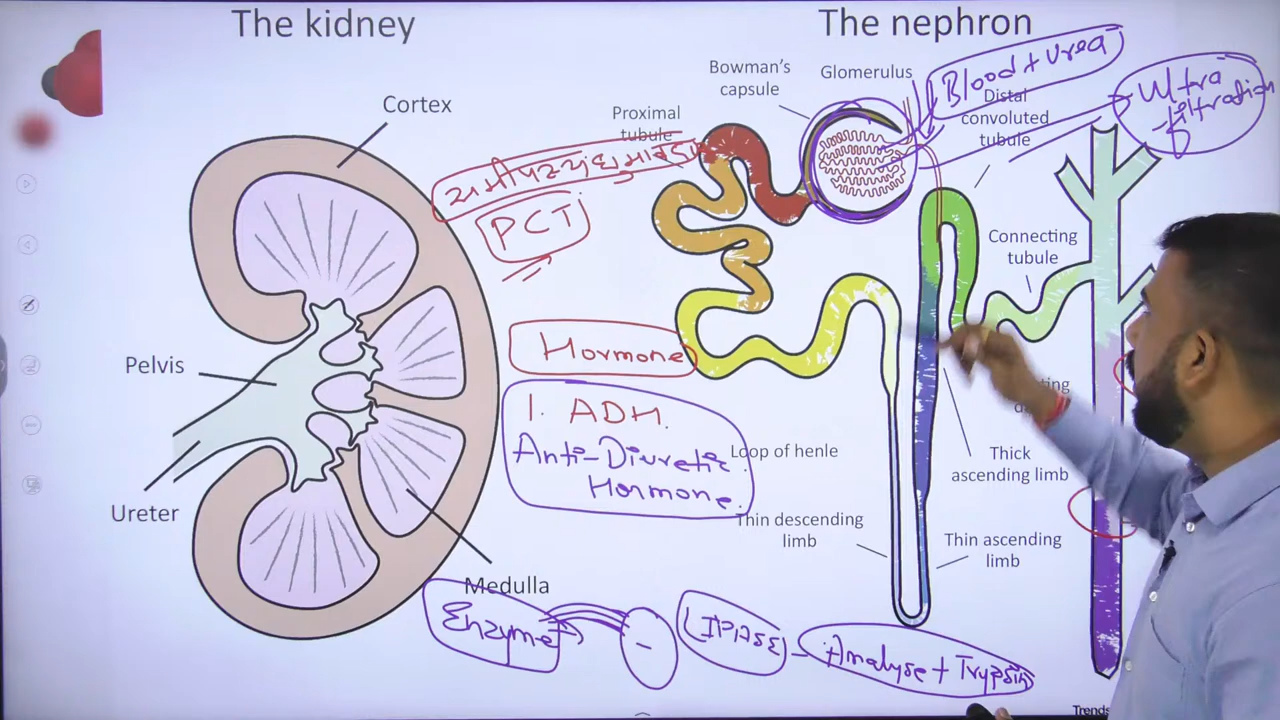 The kidney
The nephron
Cortex
Pelvis
Ureter
Medulla
Bowman's
capsule
Glomerulus
Blood + Urea
Ultra
filtration
Proximal
tubule
Distal
convoluted
tubule
PCT
Connecting
tubule
Hormone
1. ADH.
Anti-Diuretic
Hormone.
Loop of henle
Thick
ascending limb
Thin descending
limb
Thin ascending
limb
Enzyme
Analyse + Trypsin
Trends